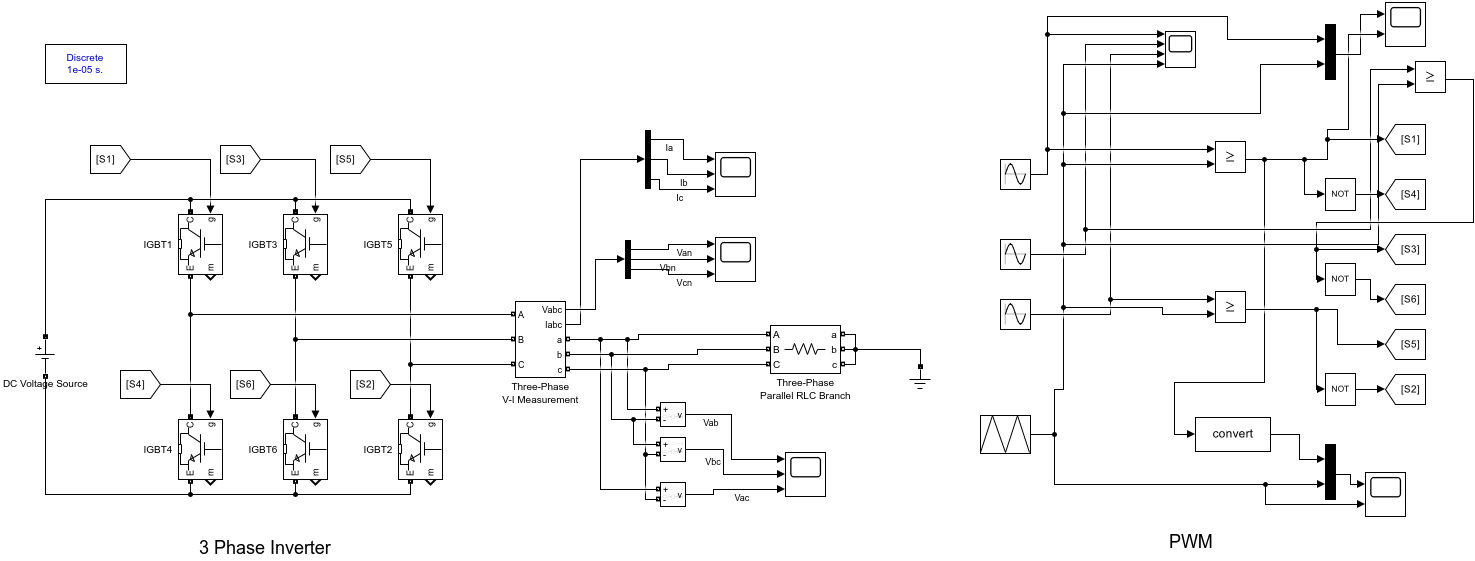 Discrete
1e-05 s.
[S1]
[S3]
[S5]
C
g
C
g
C
g
IGBT1
IGBT3
IGBT5
E
m
E
m
E
m
+
DC Voltage Source
[S4]
[S6]
[S2]
C
g
C
g
C
g
IGBT4
IGBT6
IGBT2
E
m
E
m
E
m
3 Phase Inverter
Ia
Ib
Ic
Van
Vbn
Vcn
Vabc
Iabc
A
B
C
a
b
c
Three-Phase
V-I Measurement
A
B
C
a
b
c
Three-Phase
Parallel RLC Branch
+
-
v
Vab
+
-
v
Vbc
+
-
v
Vac
≥
≥
≥
[S1]
NOT
[S4]
[S3]
NOT
[S6]
[S5]
NOT
[S2]
convert
PWM